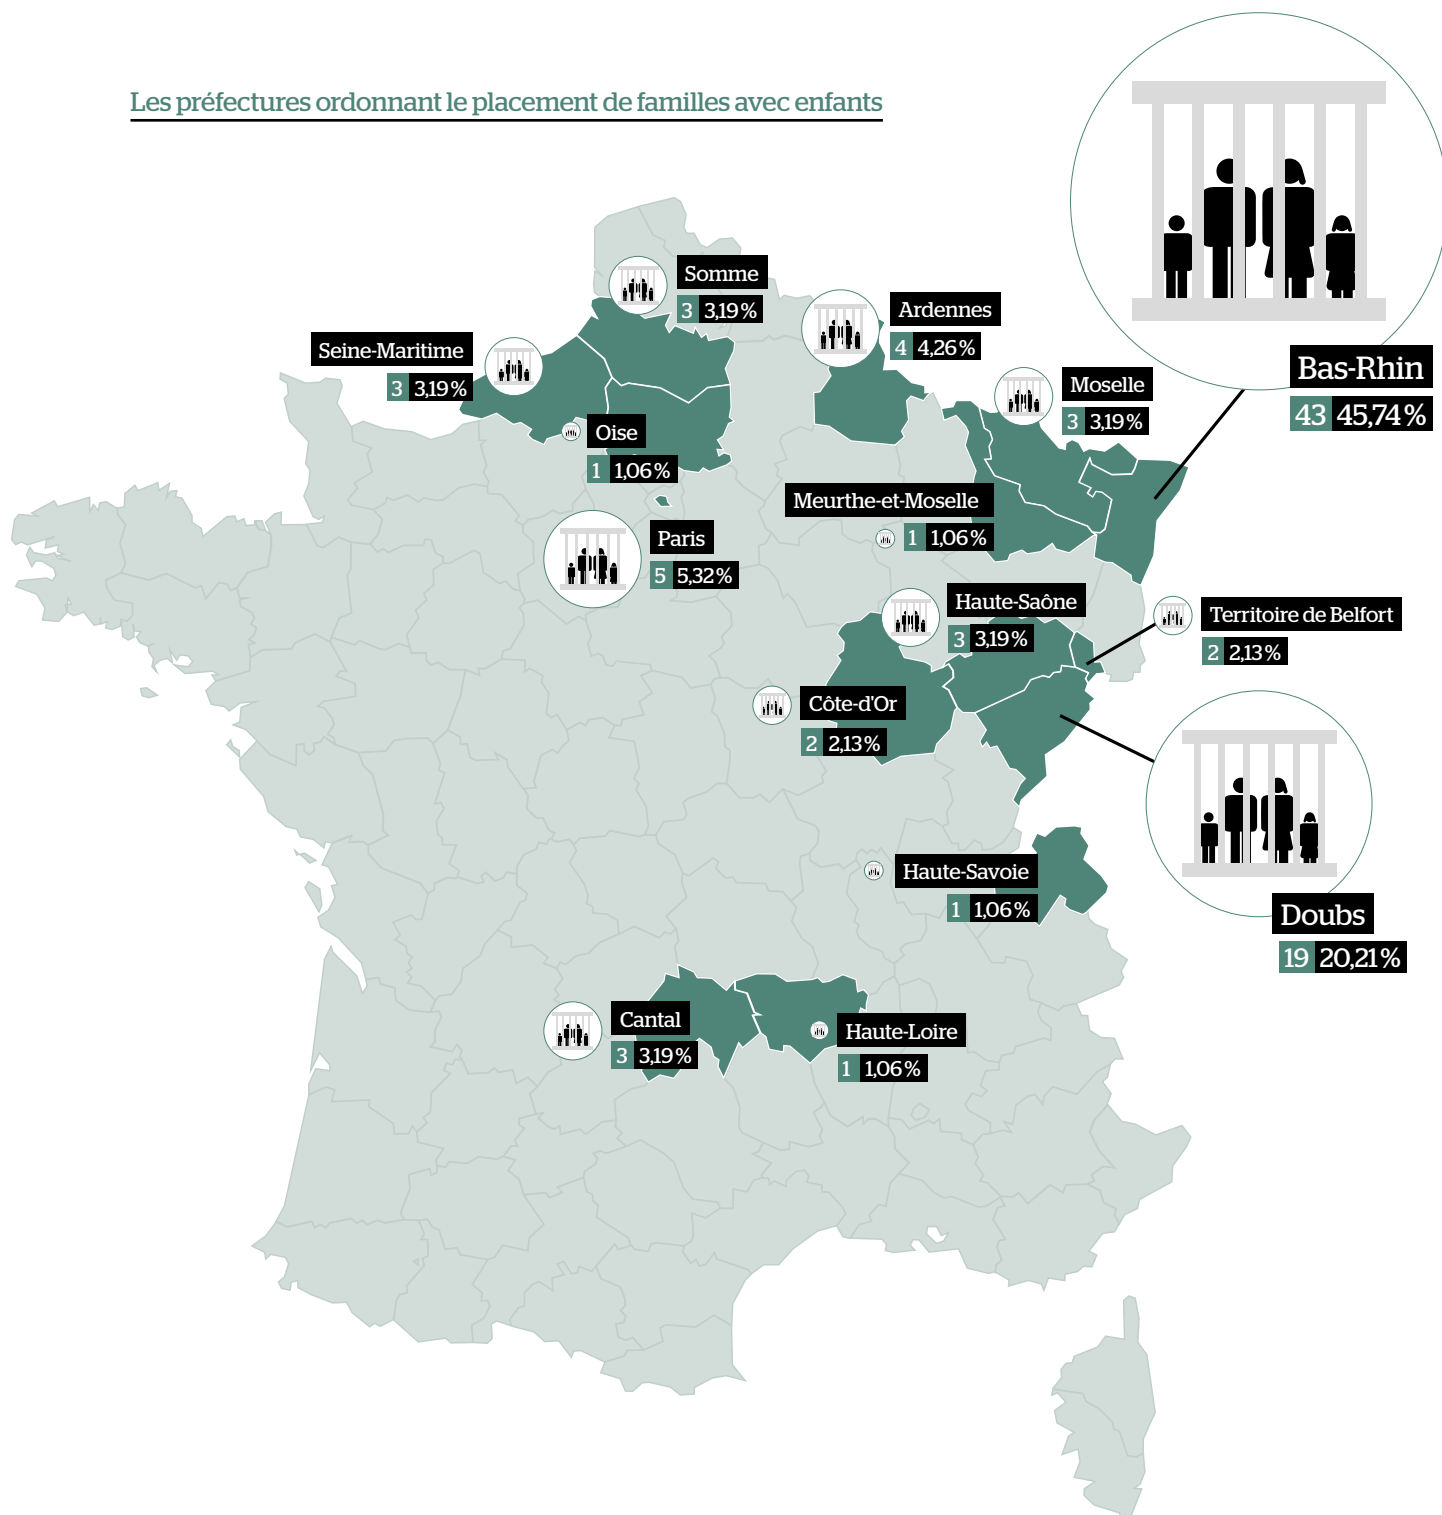 Les préfectures ordonnant le placement de familles avec enfants
Somme
3 3,19%
Ardennes
4 4,26%
Seine-Maritime
3 3,19%
Bas-Rhin
43 45,74%
Moselle
3 3,19%
Oise
1 1,06%
Meurthe-et-Moselle
1 1,06%
Paris
5 5,32%
Haute-Saône
3 3,19%
Territoire de Belfort
2 2,13%
Côte-d'Or
2 2,13%
Haute-Savoie
1 1,06%
Doubs
19 20,21%
Cantal
3 3,19%
Haute-Loire
1 1,06%